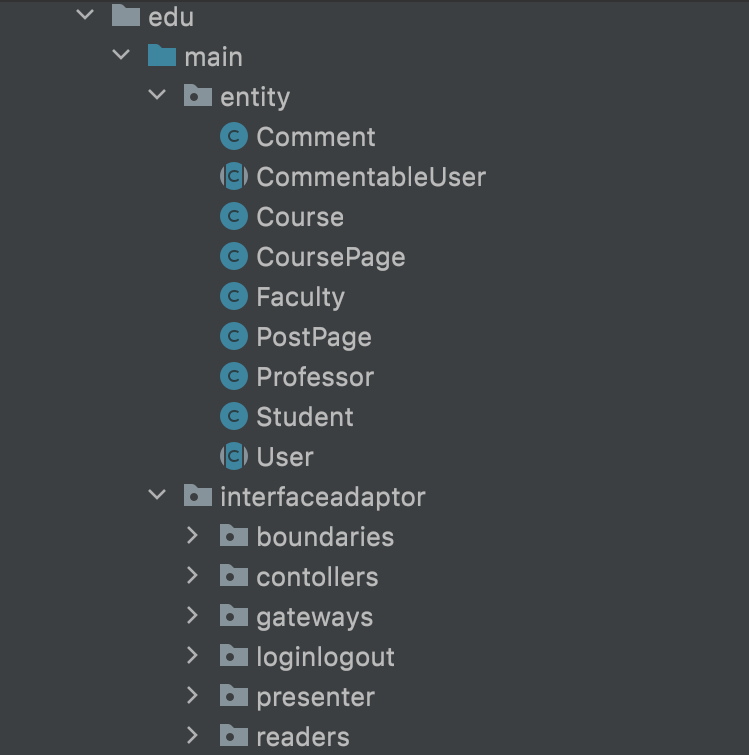 edu
main
entity
Comment
CommentableUser
Course
CoursePage
Faculty
PostPage
Professor
Student
User
interfaceadaptor
boundaries
contollers
gateways
loginlogout
presenter
readers